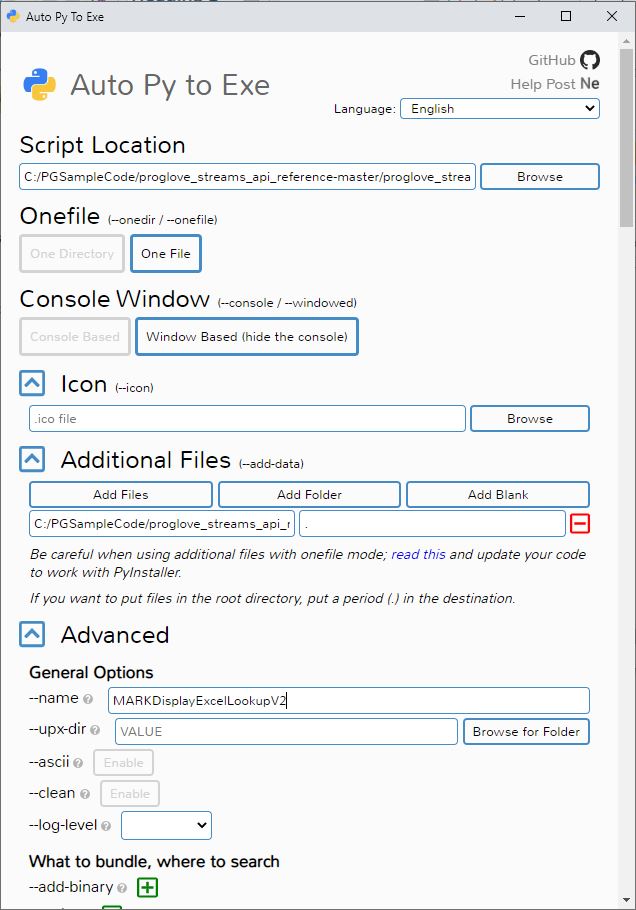 Auto Py To Exe
GitHub
Auto Py to Exe
Help Post Ne
Language: English
Script Location
C:/PGSampleCode/proglove_streams_api_reference-master/proglove_strea Browse
Onefile (--onedir / --onefile)
One Directory One File
Console Window (--console / --windowed)
Console Based Window Based (hide the console)
Icon (--icon)
.ico file Browse
Additional Files (--add-data)
Add Files Add Folder Add Blank
C:/PGSampleCode/proglove_streams_api_r .
Be careful when using additional files with onefile mode; read this and update your code
to work with PyInstaller.
If you want to put files in the root directory, put a period (.) in the destination.
Advanced
General Options
--name ? MARKDisplayExcelLookupV2
--upx-dir ? VALUE Browse for Folder
--ascii ? Enable
--clean ? Enable
--log-level ?
What to bundle, where to search
--add-binary ?